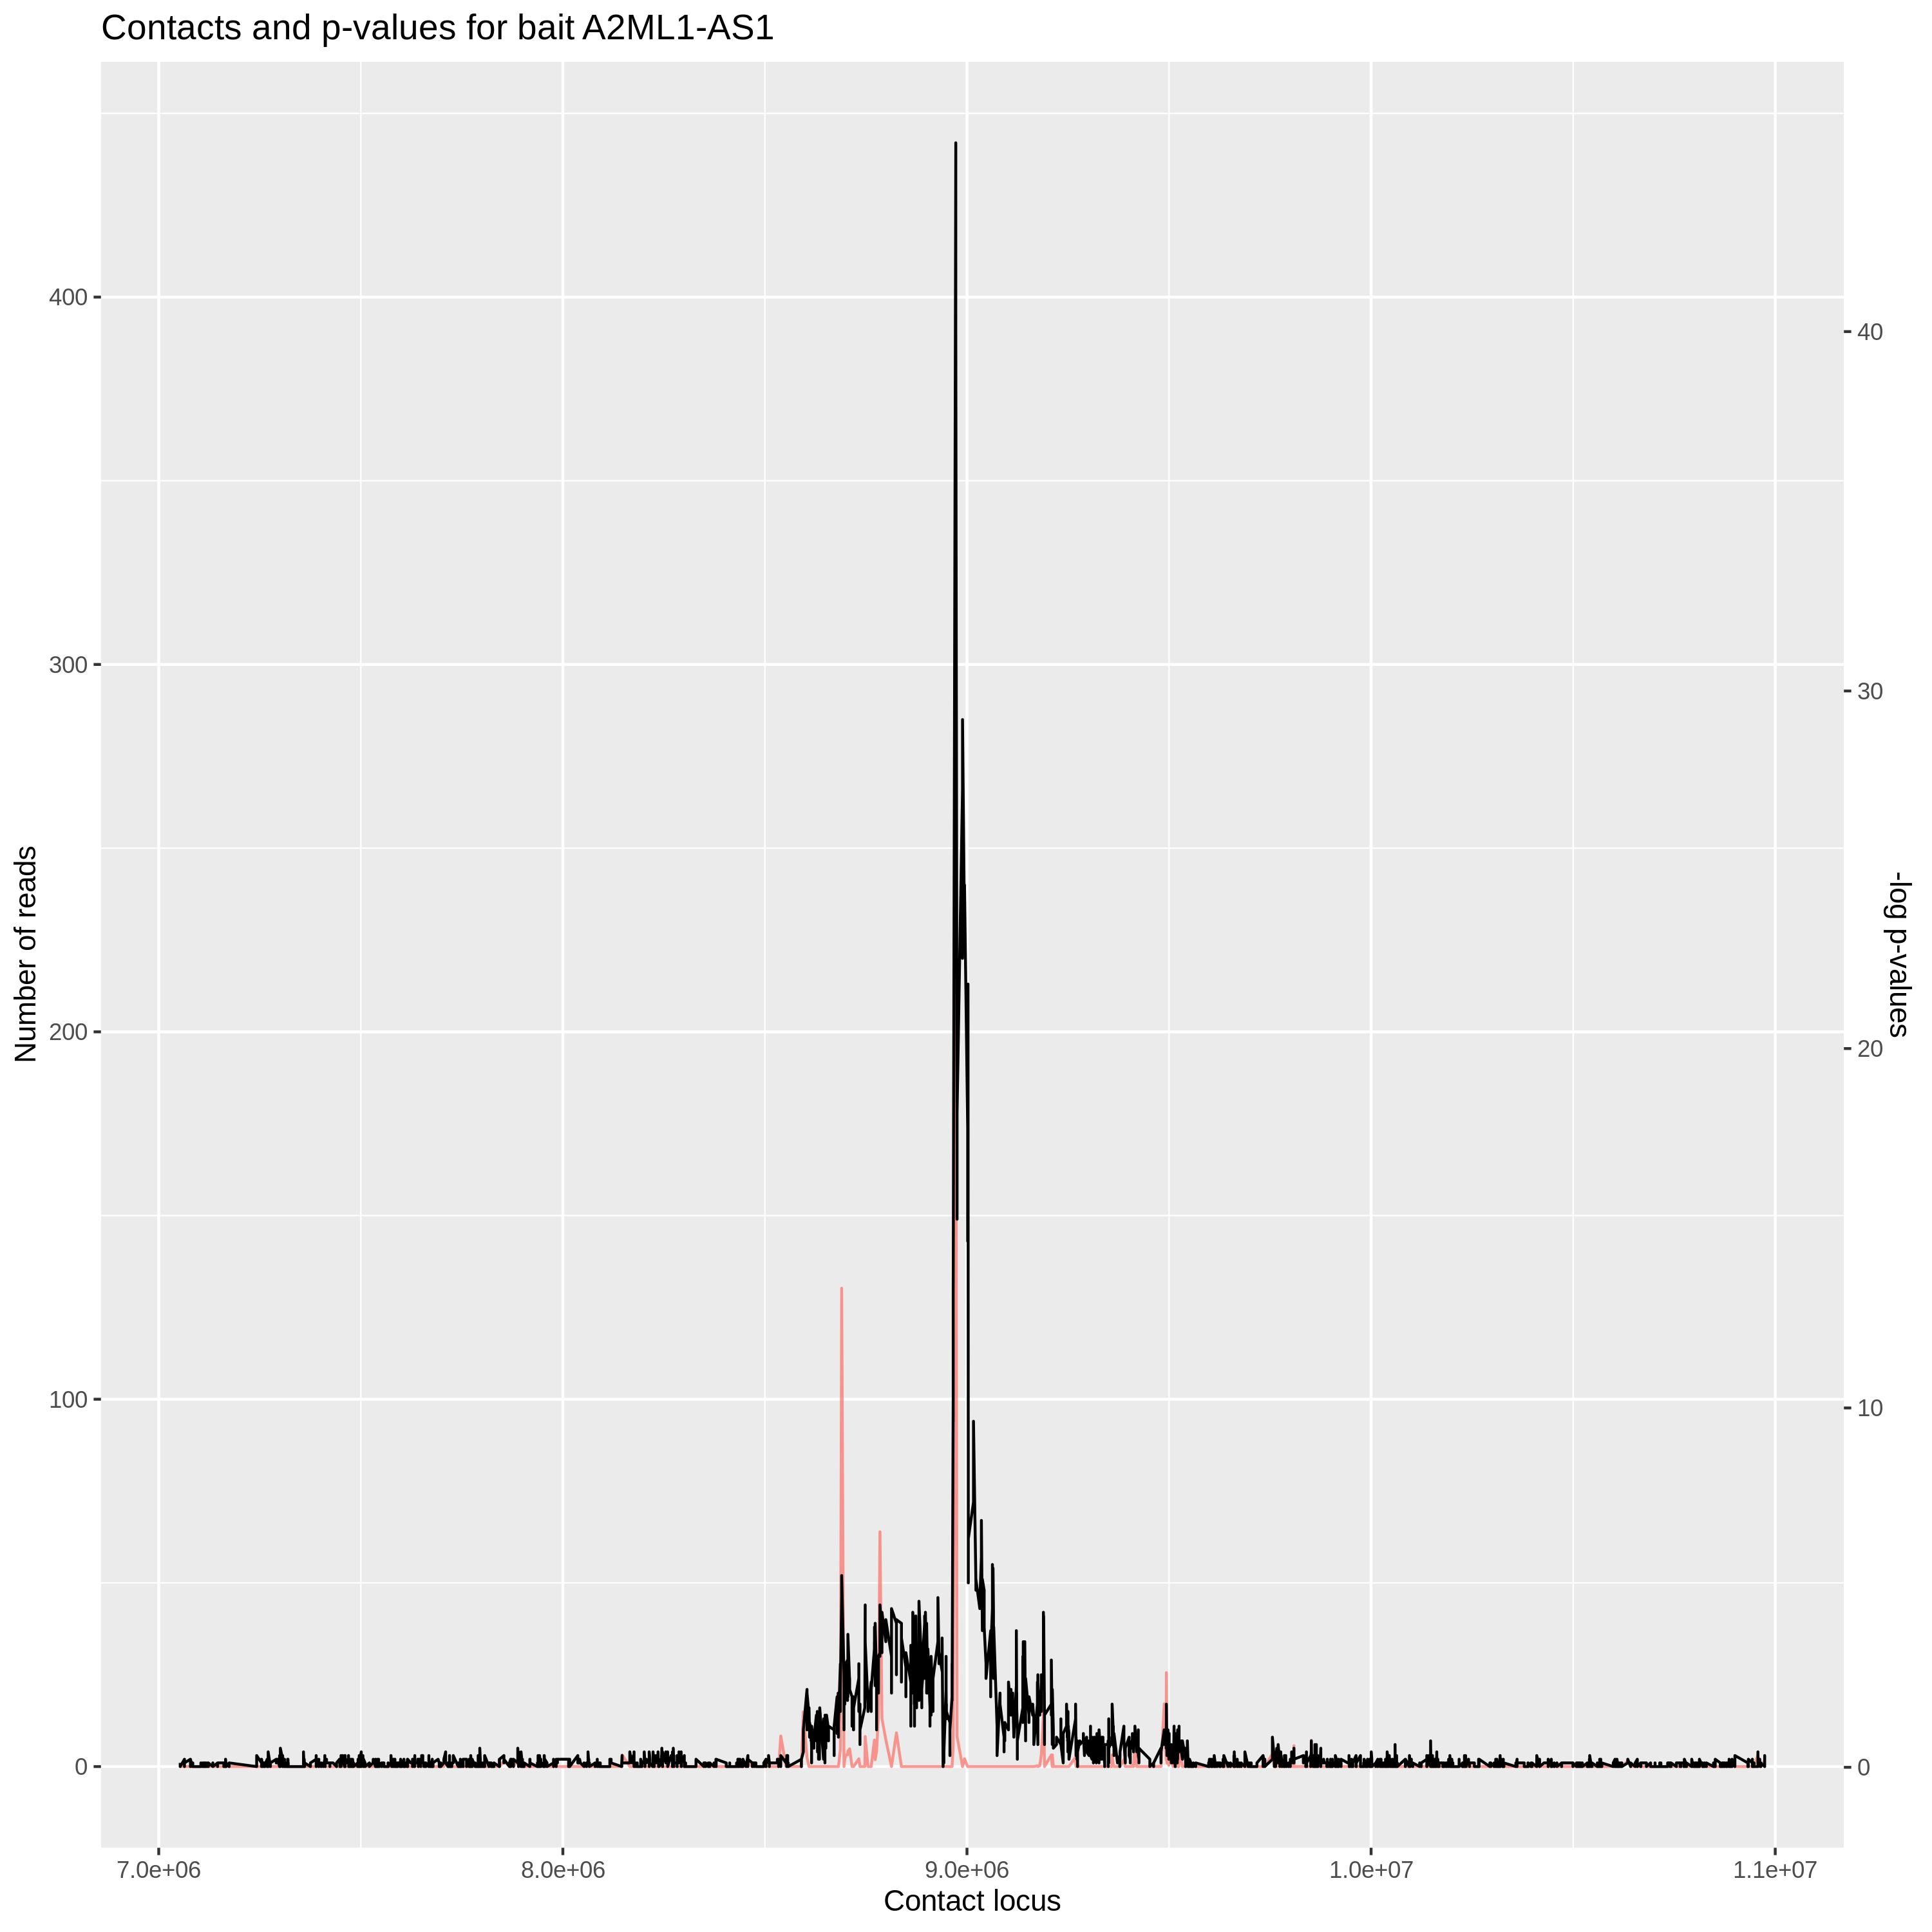 Contacts and p-values for bait A2ML1-AS1
400
300
200
100
0
40
30
20
10
0
Number of reads
-log p-values
7.0e+06 8.0e+06 9.0e+06 1.0e+07 1.1e+07
Contact locus